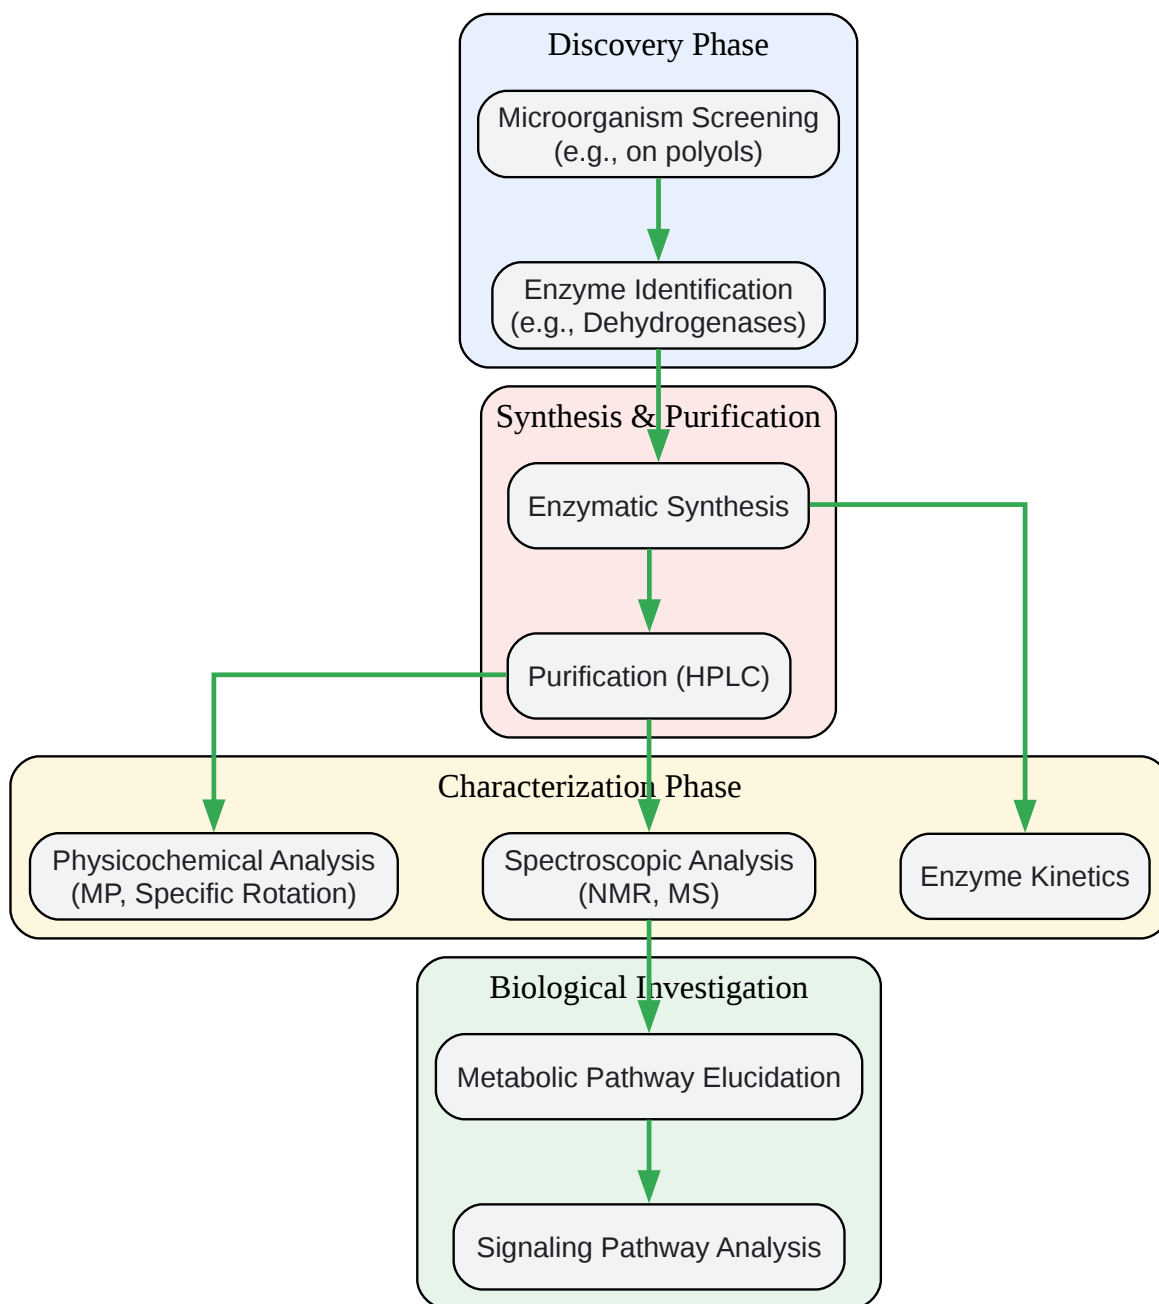 Discovery Phase
Microorganism Screening
(e.g., on polyols)
Enzyme Identification
(e.g., Dehydrogenases)
Synthesis & Purification
Enzymatic Synthesis
Purification (HPLC)
Characterization Phase
Physicochemical Analysis
(MP, Specific Rotation)
Spectroscopic Analysis
(NMR, MS)
Enzyme Kinetics
Biological Investigation
Metabolic Pathway Elucidation
Signaling Pathway Analysis